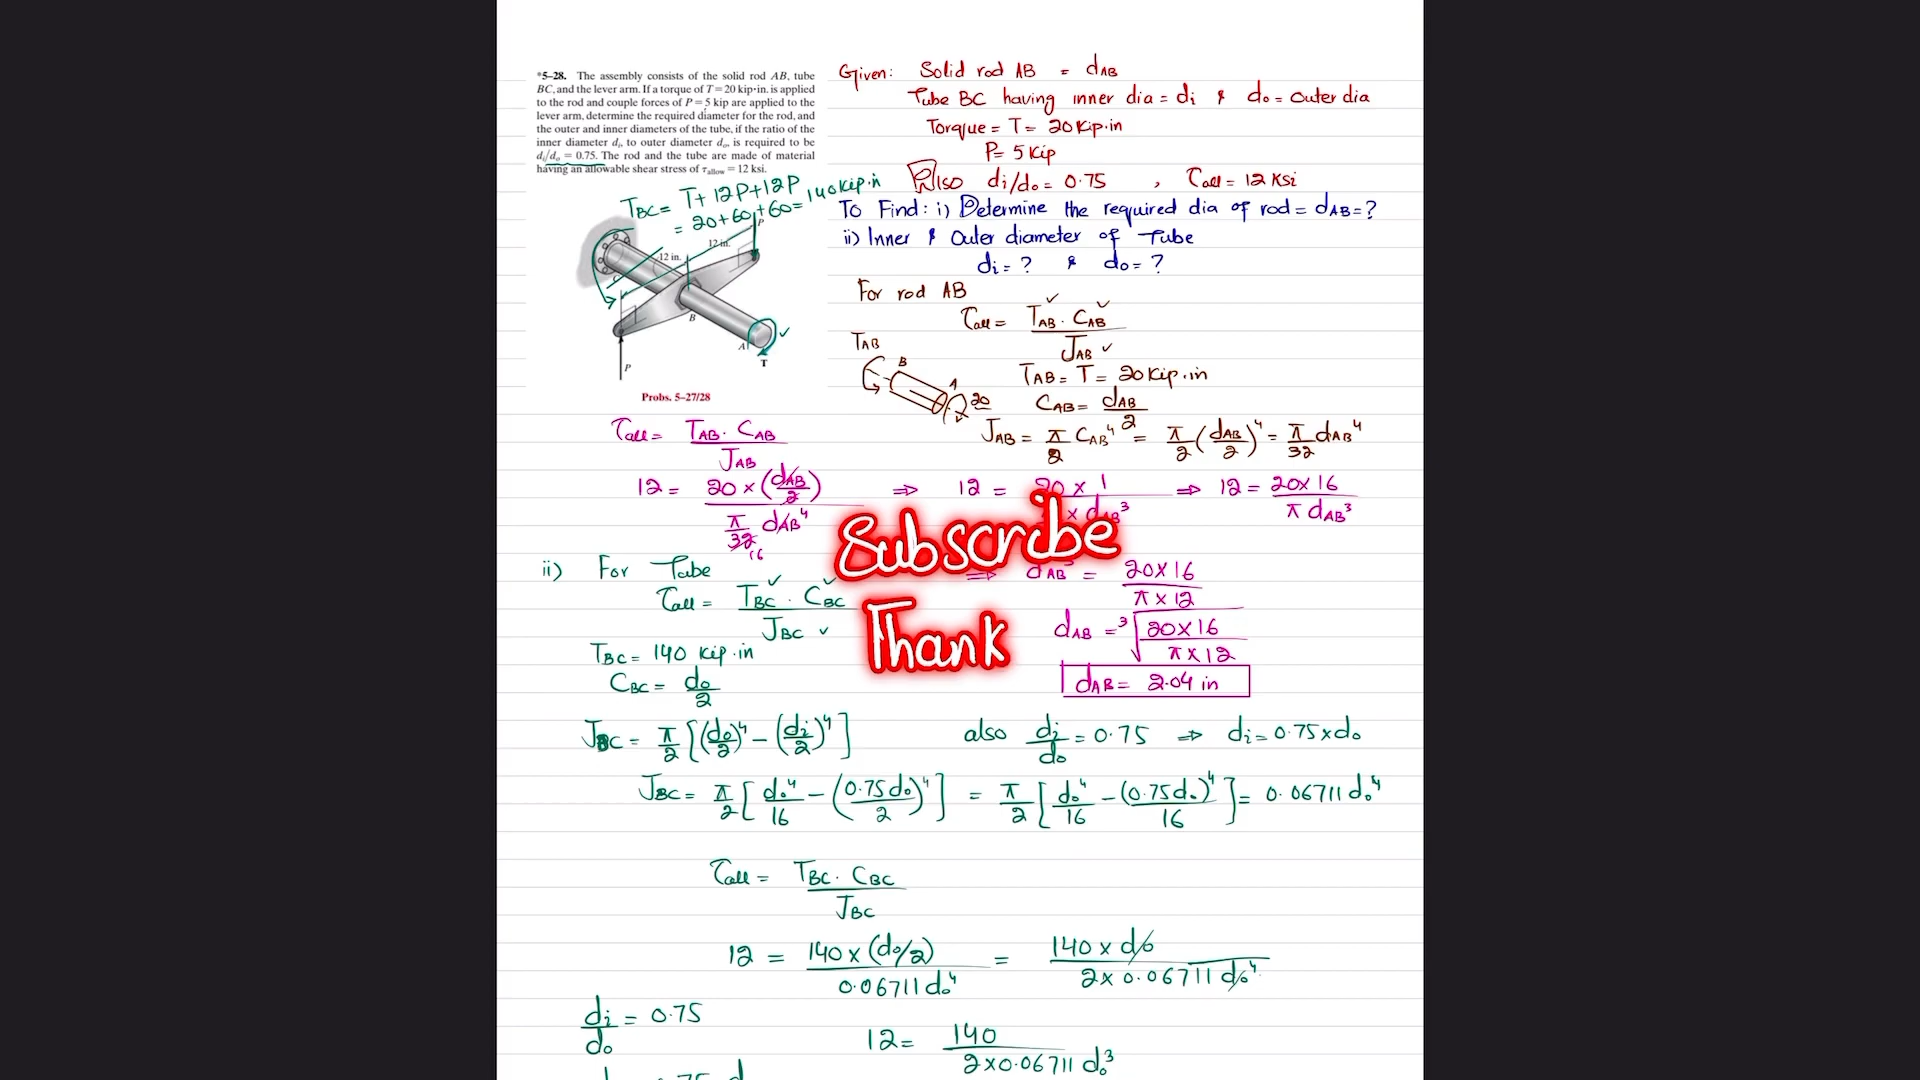 *5–28. The assembly consists of the solid rod AB, tube
BC, and the lever arm. If a torque of T = 20 kip·in. is applied
to the rod and couple forces of P = 5 kip are applied to the
lever arm, determine the required diameter for the rod, and
the outer and inner diameters of the tube, if the ratio of the
inner diameter di, to outer diameter do, is required to be
di/do = 0.75. The rod and the tube are made of material
having an allowable shear stress of τallow = 12 ksi.
TBC = T + 12P + 12P
= 20 + 60 + 60 = 140 kip.in
P
12 in.
12 in.
C
B
A
T
P
Probs. 5–27/28
Given: Solid rod AB = dAB
Tube BC having inner dia = di & do = outer dia
Torque = T = 20 Kip.in
P = 5 Kip
Also di/do = 0.75 , τall = 12 Ksi
To Find: i) Determine the required dia of rod = dAB = ?
ii) Inner & Outer diameter of Tube
di = ? & do = ?
For rod AB
τall = TAB . CAB / JAB
TAB
B
A
20
TAB = T = 20 Kip.in
CAB = dAB / 2
JAB = π/2 CAB⁴ = π/2 (dAB/2)⁴ = π/32 dAB⁴
τall = TAB . CAB / JAB
12 = 20 × (dAB/2) / π/32 dAB⁴
16
⇒ 12 = 20 × 1 / × dAB³ ⇒ 12 = 20 × 16 / π dAB³
Subscribe
Thank
⇒ dAB³ = 20 × 16 / π × 12
dAB = ³√ 20 × 16 / π × 12
dAB = 2.04 in
ii) For Tube
τall = TBC . CBC / JBC
TBC = 140 kip.in
CBC = do / 2
JBC = π/2 [(do/2)⁴ − (di/2)⁴] also di/do = 0.75 ⇒ di = 0.75 × do
JBC = π/2 [do⁴/16 − (0.75do/2)⁴] = π/2 [do⁴/16 − (0.75do)⁴/16] = 0.06711 do⁴
τall = TBC . CBC / JBC
12 = 140 × (do/2) / 0.06711 do⁴ = 140 × do / 2 × 0.06711 do⁴
di/do = 0.75
12 = 140 / 2 × 0.06711 do³